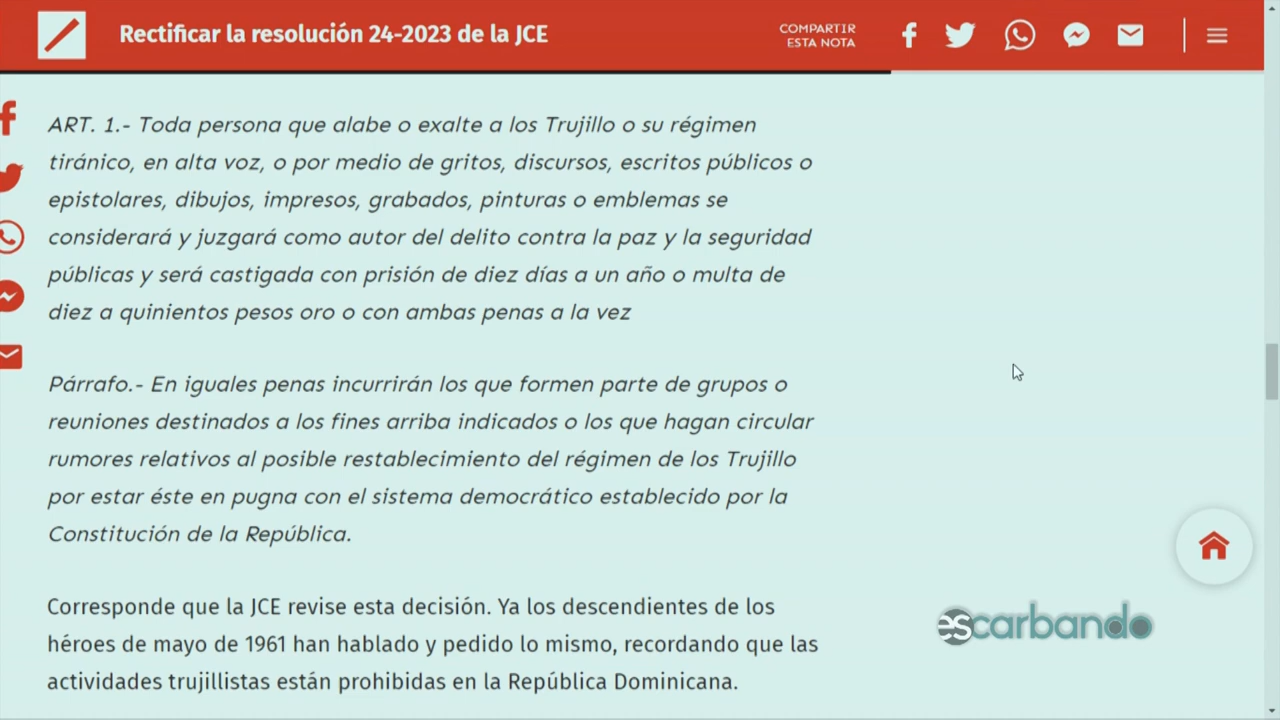 Rectificar la resolución 24-2023 de la JCE
COMPARTIR
ESTA NOTA
ART. 1.- Toda persona que alabe o exalte a los Trujillo o su régimen
tiránico, en alta voz, o por medio de gritos, discursos, escritos públicos o
epistolares, dibujos, impresos, grabados, pinturas o emblemas se
considerará y juzgará como autor del delito contra la paz y la seguridad
públicas y será castigada con prisión de diez días a un año o multa de
diez a quinientos pesos oro o con ambas penas a la vez
Párrafo.- En iguales penas incurrirán los que formen parte de grupos o
reuniones destinados a los fines arriba indicados o los que hagan circular
rumores relativos al posible restablecimiento del régimen de los Trujillo
por estar éste en pugna con el sistema democrático establecido por la
Constitución de la República.
Corresponde que la JCE revise esta decisión. Ya los descendientes de los
héroes de mayo de 1961 han hablado y pedido lo mismo, recordando que las
actividades trujillistas están prohibidas en la República Dominicana.
escarbando